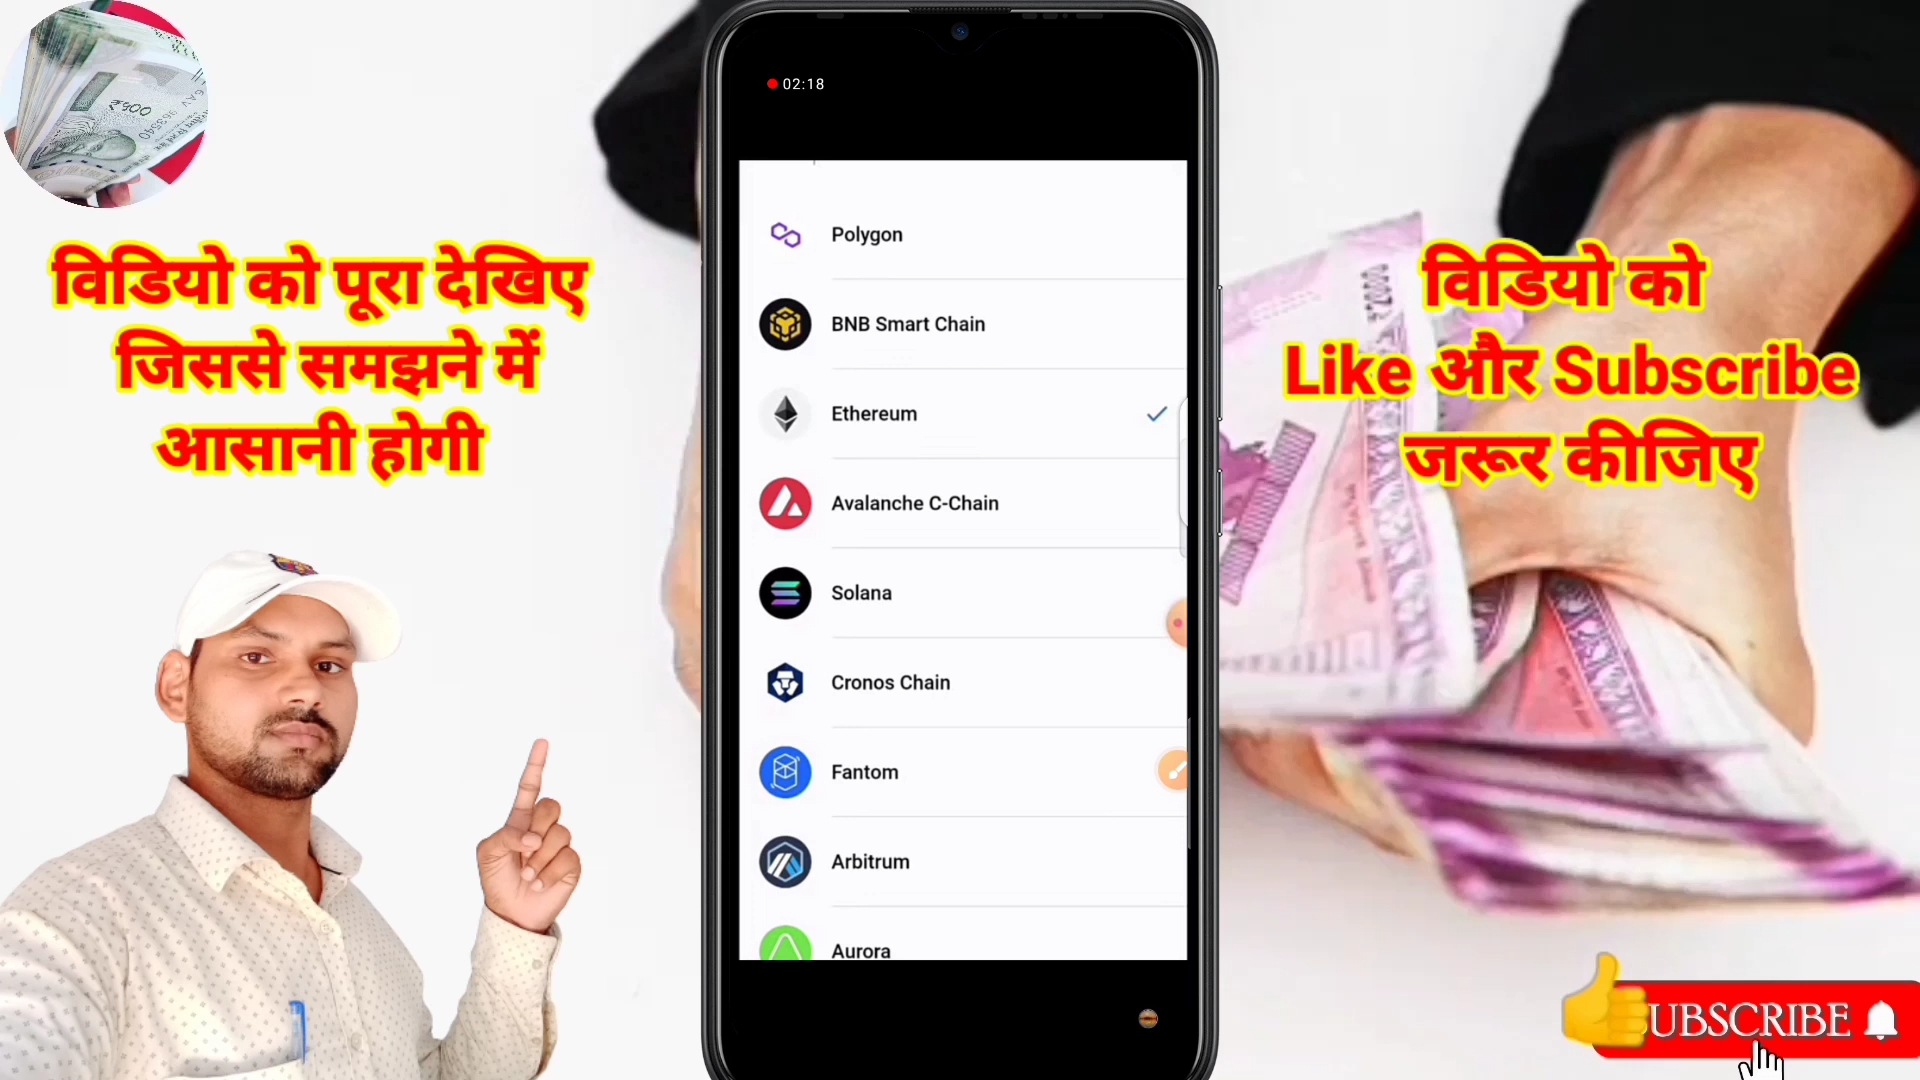 02:18
विडियो को पूरा देखिए
जिससे समझने में
आसानी होगी
Polygon
BNB Smart Chain
Ethereum
Avalanche C-Chain
Solana
Cronos Chain
Fantom
Arbitrum
Aurora
विडियो को
Like और Subscribe
जरूर कीजिए
UBSCRIBE